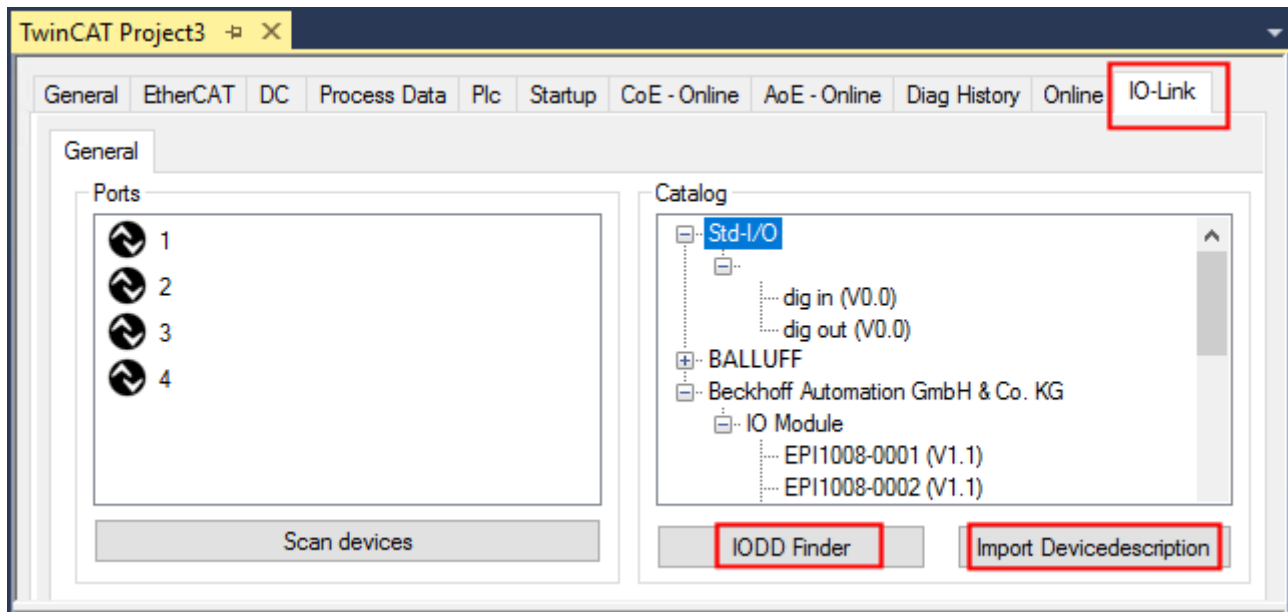 TwinCAT Project3
General EtherCAT DC Process Data Plc Startup CoE - Online AoE - Online Diag History Online IO-Link
General
Ports
1
2
3
4
Scan devices
Catalog
Std-I/O
dig in (V0.0)
dig out (V0.0)
BALLUFF
Beckhoff Automation GmbH & Co. KG
IO Module
EPI1008-0001 (V1.1)
EPI1008-0002 (V1.1)
IODD Finder
Import Devicedescription